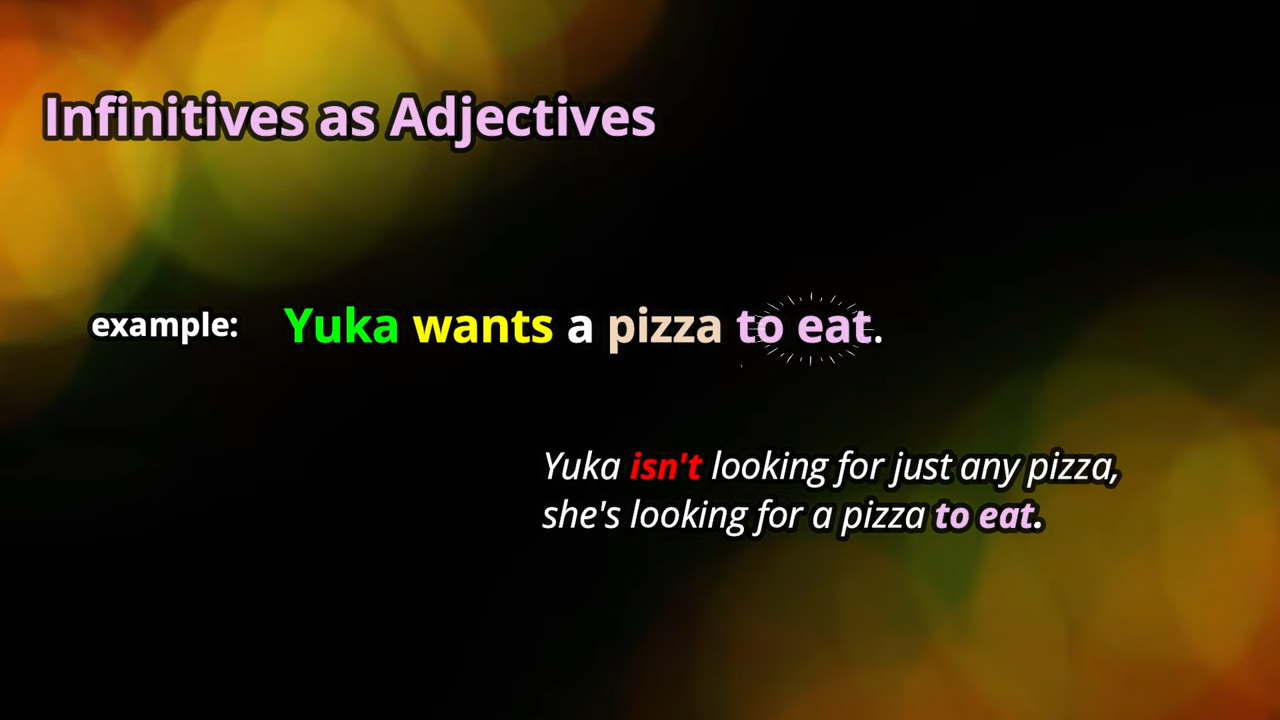 Infinitives as Adjectives
example: Yuka wants a pizza to eat.
Yuka isn't looking for just any pizza,
she's looking for a pizza to eat.